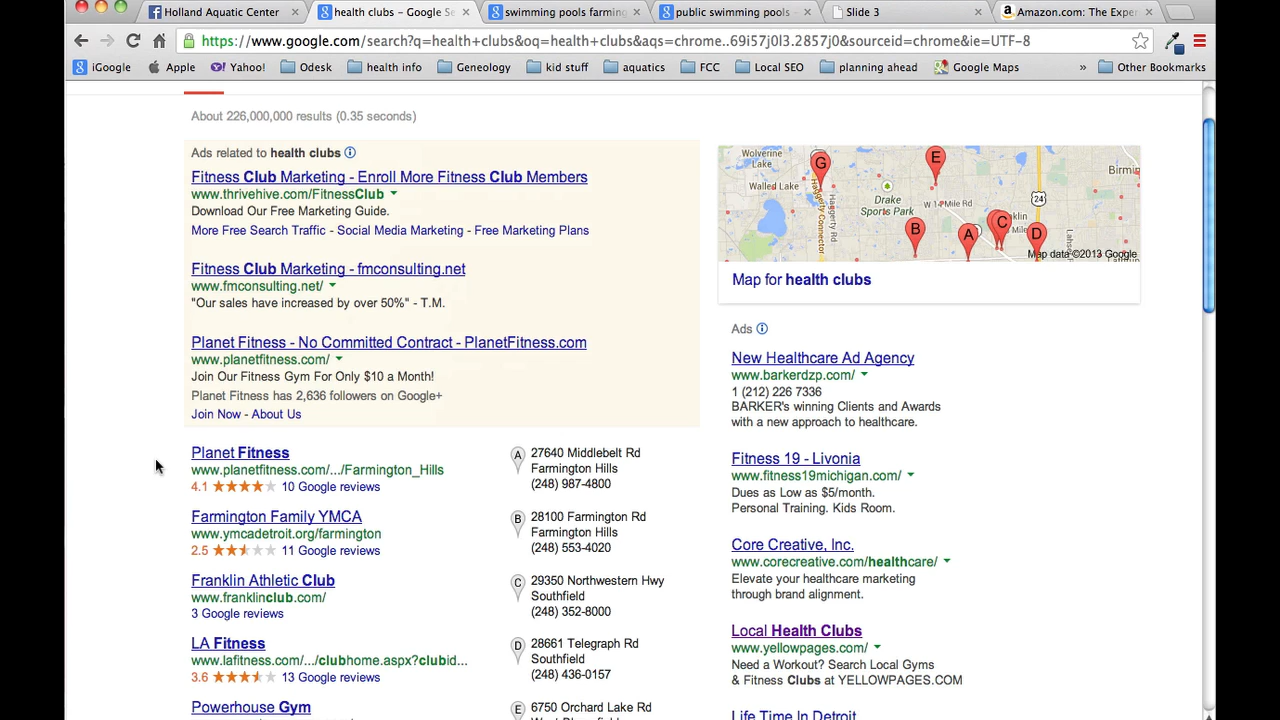 Holland Aquatic Center
health clubs - Google Se
swimming pools farming
public swimming pools -
Slide 3
Amazon.com: The Exper
https://www.google.com/search?q=health+clubs&oq=health+clubs&aqs=chrome..69i57j0l3.2857j0&sourceid=chrome&ie=UTF-8
iGoogle
Apple
Yahoo!
Odesk
health info
Geneology
kid stuff
aquatics
FCC
Local SEO
planning ahead
Google Maps
»
Other Bookmarks
About 226,000,000 results (0.35 seconds)
Ads related to health clubs
Fitness Club Marketing - Enroll More Fitness Club Members
www.thrivehive.com/FitnessClub
Download Our Free Marketing Guide.
More Free Search Traffic - Social Media Marketing - Free Marketing Plans
Fitness Club Marketing - fmconsulting.net
www.fmconsulting.net/
"Our sales have increased by over 50%" - T.M.
Planet Fitness - No Committed Contract - PlanetFitness.com
www.planetfitness.com/
Join Our Fitness Gym For Only $10 a Month!
Planet Fitness has 2,636 followers on Google+
Join Now - About Us
Planet Fitness
www.planetfitness.com/.../Farmington_Hills
4.1 10 Google reviews
A 27640 Middlebelt Rd
Farmington Hills
(248) 987-4800
Farmington Family YMCA
www.ymcadetroit.org/farmington
2.5 11 Google reviews
B 28100 Farmington Rd
Farmington Hills
(248) 553-4020
Franklin Athletic Club
www.franklinclub.com/
3 Google reviews
C 29350 Northwestern Hwy
Southfield
(248) 352-8000
LA Fitness
www.lafitness.com/.../clubhome.aspx?clubid...
3.6 13 Google reviews
D 28661 Telegraph Rd
Southfield
(248) 436-0157
Powerhouse Gym
E 6750 Orchard Lake Rd
West Bloomfield
Wolverine
Lake
Walled Lake
G
E
Haggerty
Connector
Haggerty Rd
Drake
Sports Park
W 14 Mile Rd
24
Birmin
B
A
C
D
Map data ©2013 Google
Map for health clubs
Ads
New Healthcare Ad Agency
www.barkerdzp.com/
1 (212) 226 7336
BARKER's winning Clients and Awards
with a new approach to healthcare.
Fitness 19 - Livonia
www.fitness19michigan.com/
Dues as Low as $5/month.
Personal Training. Kids Room.
Core Creative, Inc.
www.corecreative.com/healthcare/
Elevate your healthcare marketing
through brand alignment.
Local Health Clubs
www.yellowpages.com/
Need a Workout? Search Local Gyms
& Fitness Clubs at YELLOWPAGES.COM
Life Time In Detroit